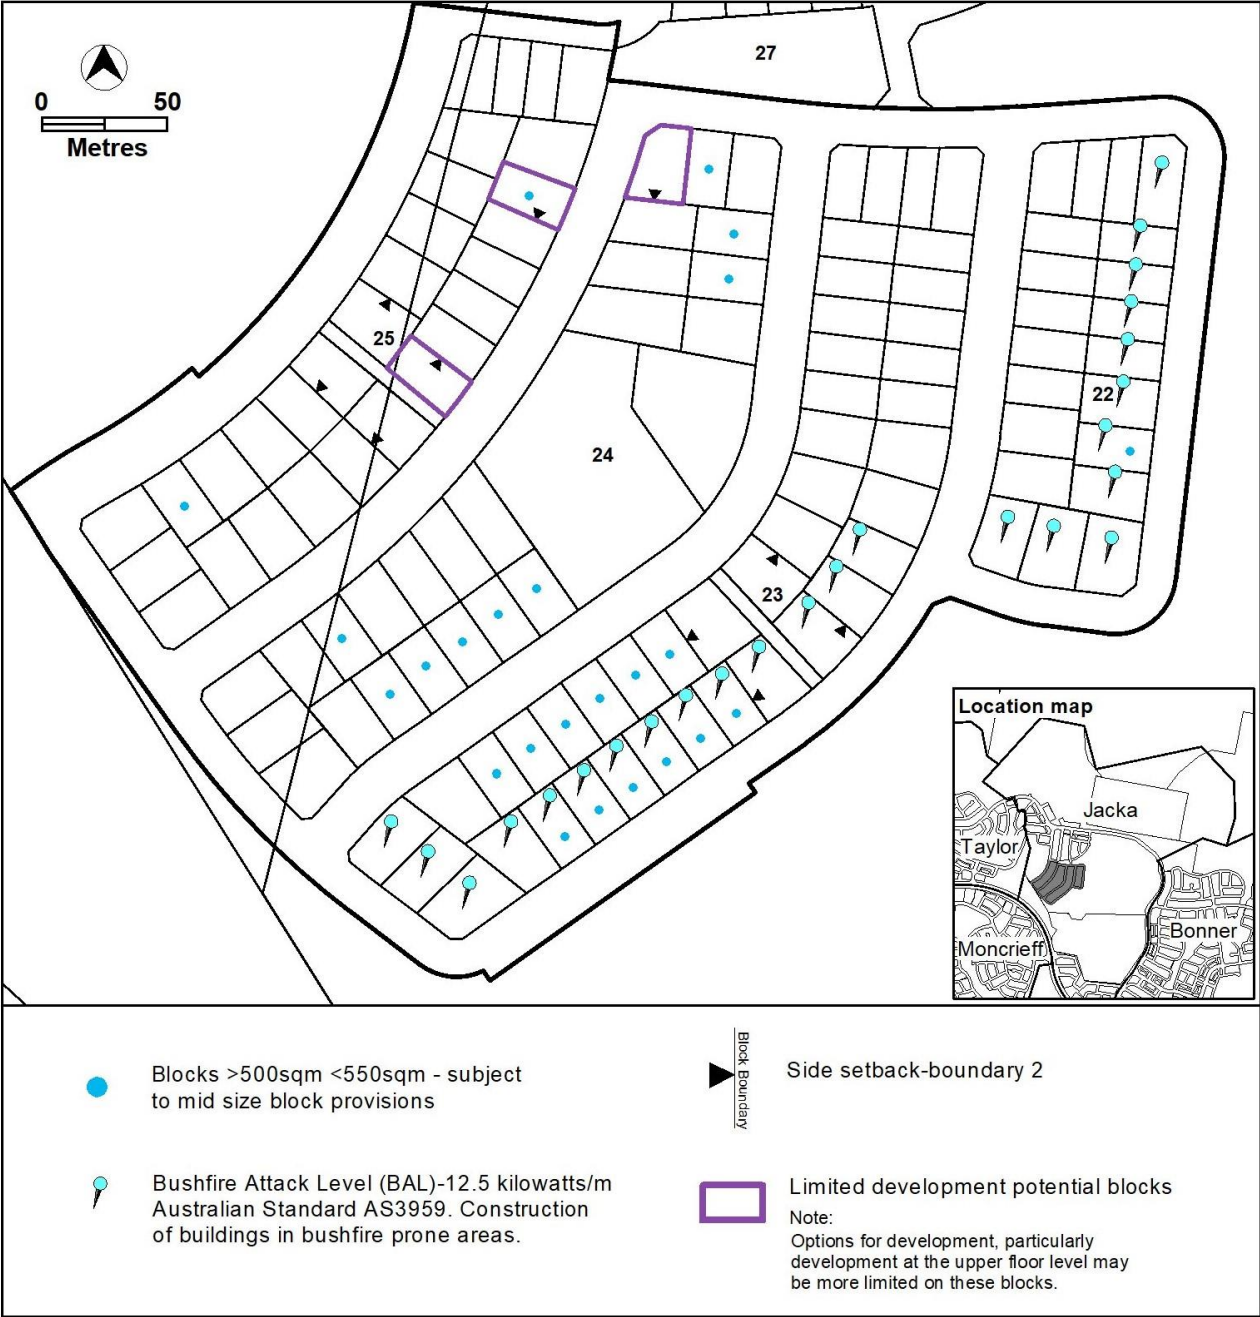 27
0 50
Metres
25
22
24
23
Location map
Jacka
Taylor
Bonner
Moncrieff
Blocks >500sqm <550sqm - subject
to mid size block provisions
Block Boundary
Side setback-boundary 2
Bushfire Attack Level (BAL)-12.5 kilowatts/m
Australian Standard AS3959. Construction
of buildings in bushfire prone areas.
Limited development potential blocks
Note:
Options for development, particularly
development at the upper floor level may
be more limited on these blocks.